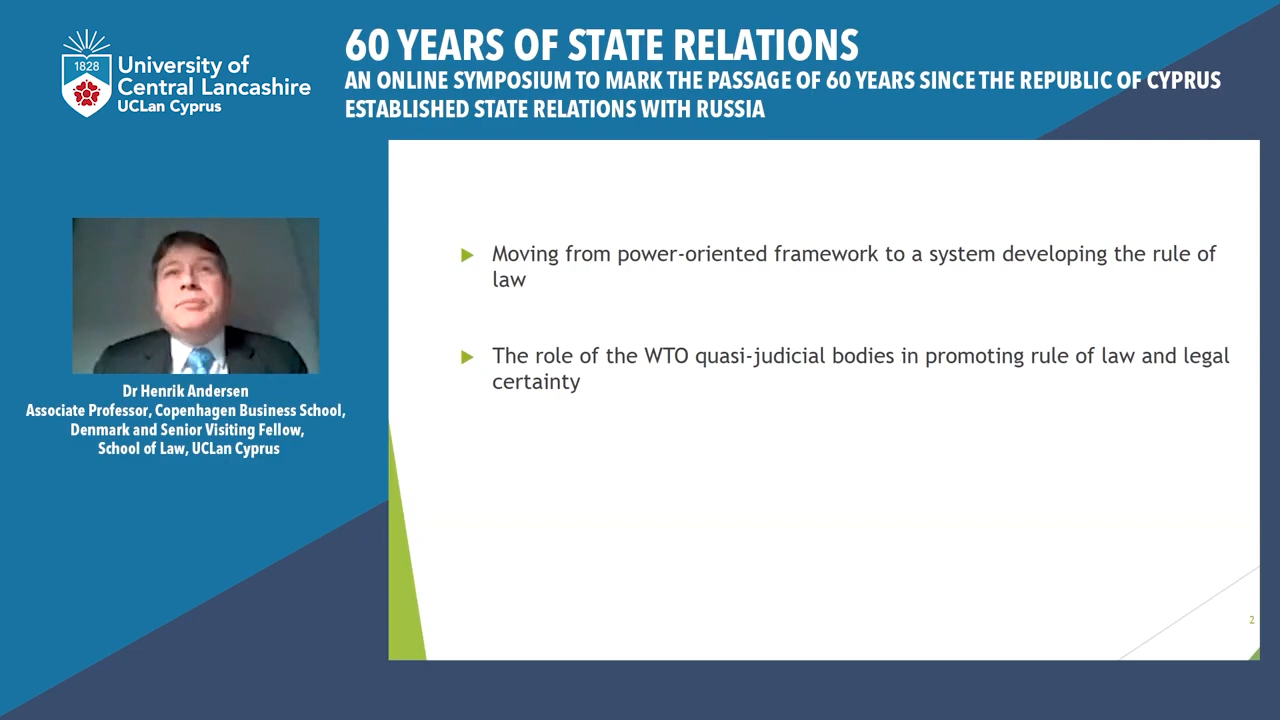 1828
University of
Central Lancashire
UCLan Cyprus
60 YEARS OF STATE RELATIONS
AN ONLINE SYMPOSIUM TO MARK THE PASSAGE OF 60 YEARS SINCE THE REPUBLIC OF CYPRUS
ESTABLISHED STATE RELATIONS WITH RUSSIA
Dr Henrik Andersen
Associate Professor, Copenhagen Business School,
Denmark and Senior Visiting Fellow,
School of Law, UCLan Cyprus
Moving from power-oriented framework to a system developing the rule of
law
The role of the WTO quasi-judicial bodies in promoting rule of law and legal
certainty
2